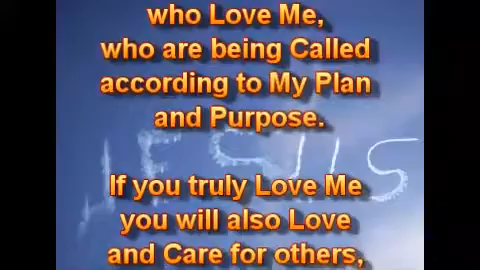 who Love Me,
who are being Called
according to My Plan
and Purpose.
JESUS
If you truly Love Me
you will also Love
and Care for others,